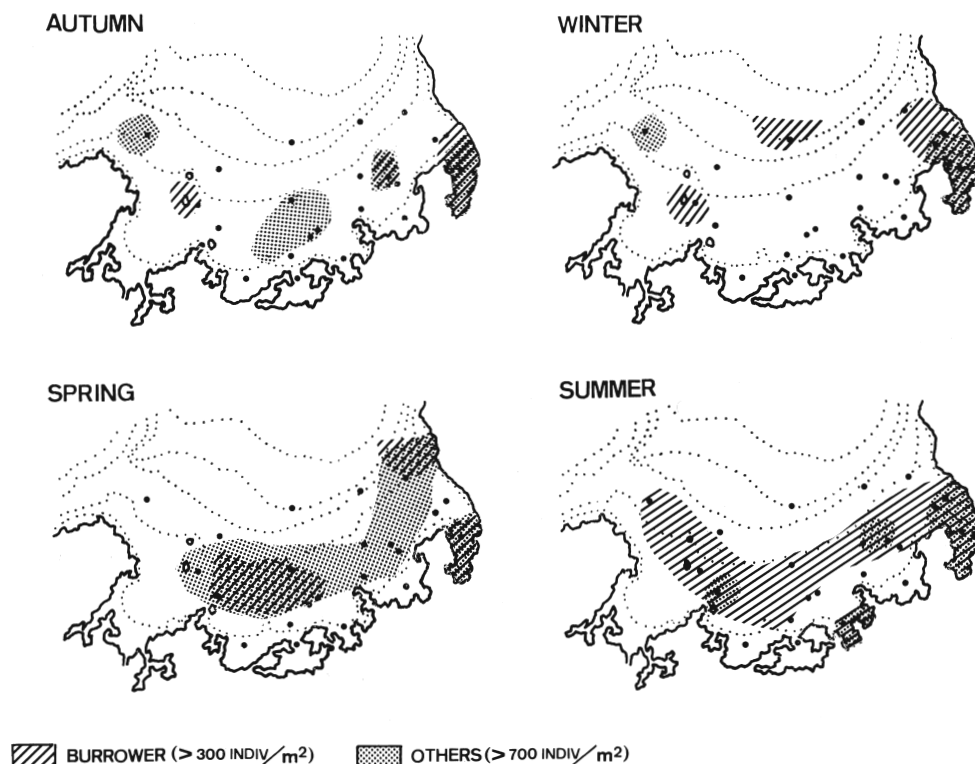 AUTUMN
WINTER
SPRING
SUMMER
BURROWER (> 300 INDIV/m²)
OTHERS (> 700 INDIV/m²)